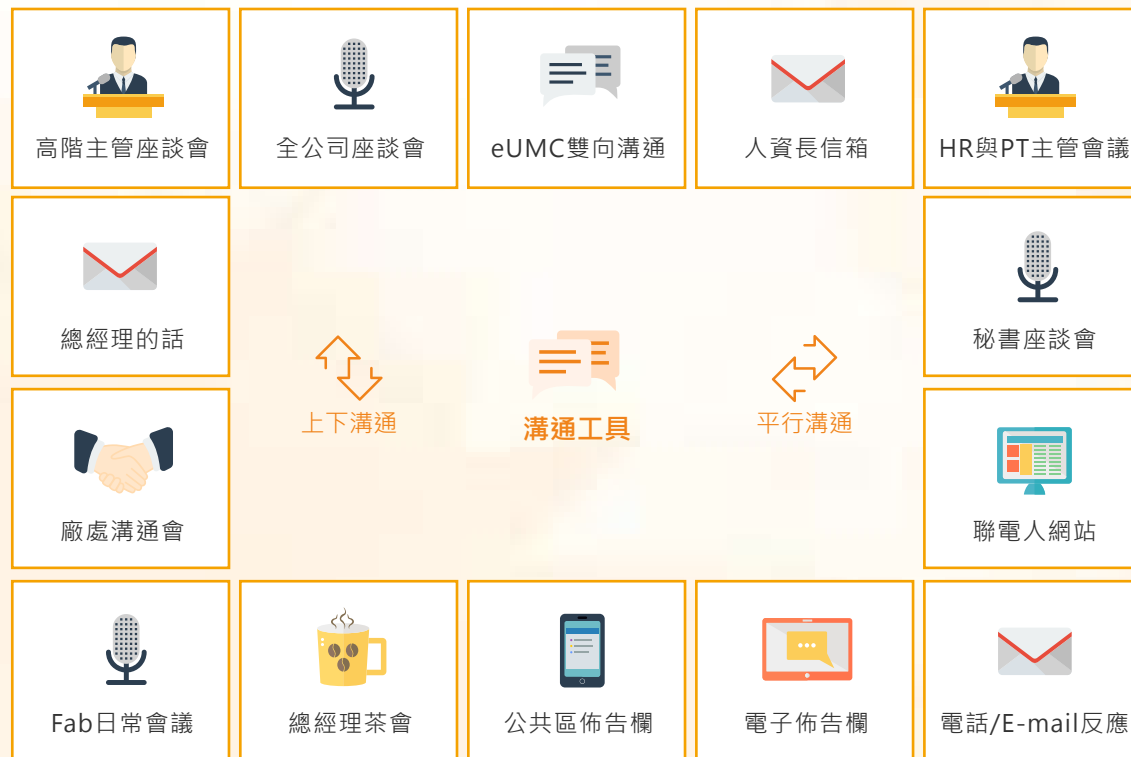 高階主管座談會
全公司座談會
eUMC雙向溝通
人資長信箱
HR與PT主管會議
總經理的話
秘書座談會
上下溝通
溝通工具
平行溝通
廠處溝通會
聯電人網站
Fab日常會議
總經理茶會
公共區佈告欄
電子佈告欄
電話/E-mail反應